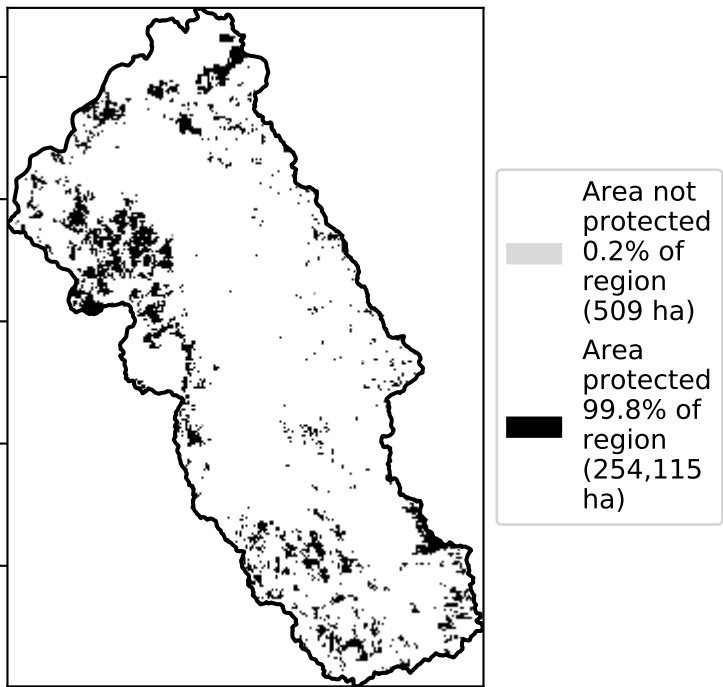 Area not
protected
0.2% of
region
(509 ha)
Area
protected
99.8% of
region
(254,115
ha)